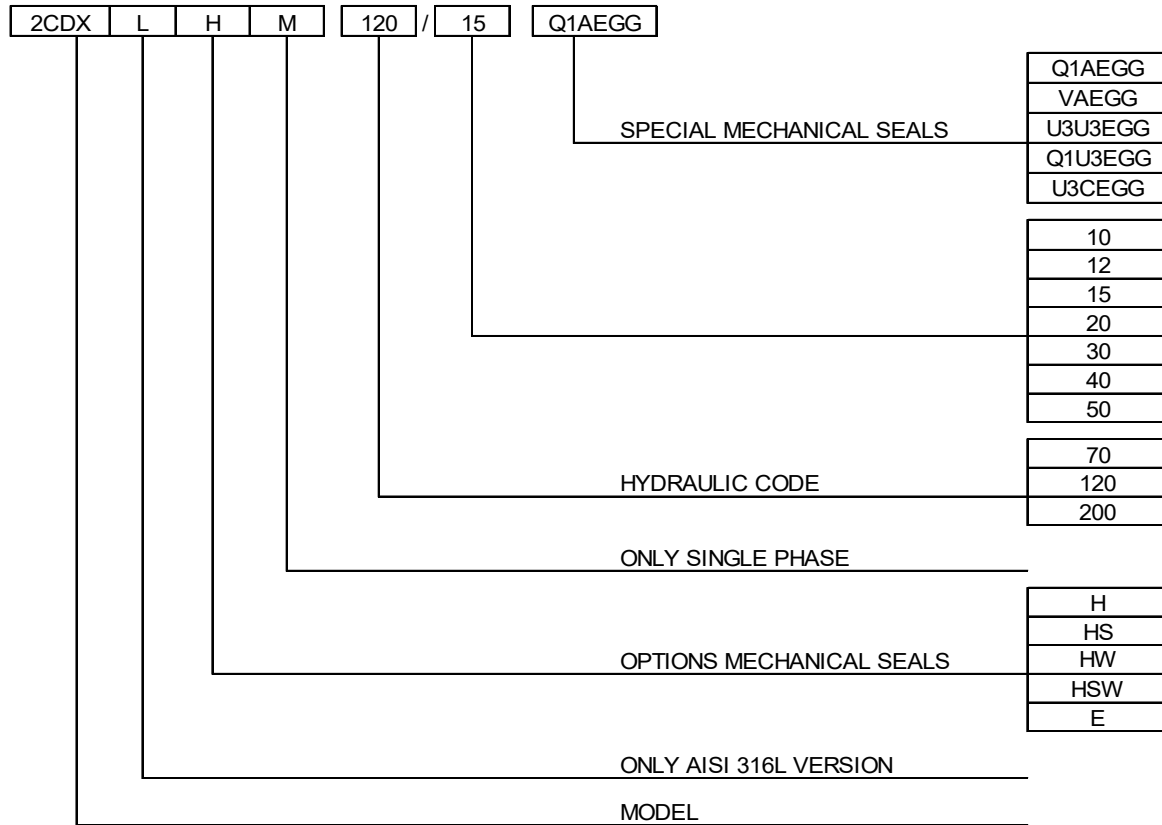 2CDX L H M 120 / 15 Q1AEGG
Q1AEGG
VAEGG
SPECIAL MECHANICAL SEALS U3U3EGG
Q1U3EGG
U3CEGG
10
12
15
20
30
40
50
70
HYDRAULIC CODE 120
200
ONLY SINGLE PHASE
H
HS
OPTIONS MECHANICAL SEALS HW
HSW
E
ONLY AISI 316L VERSION
MODEL